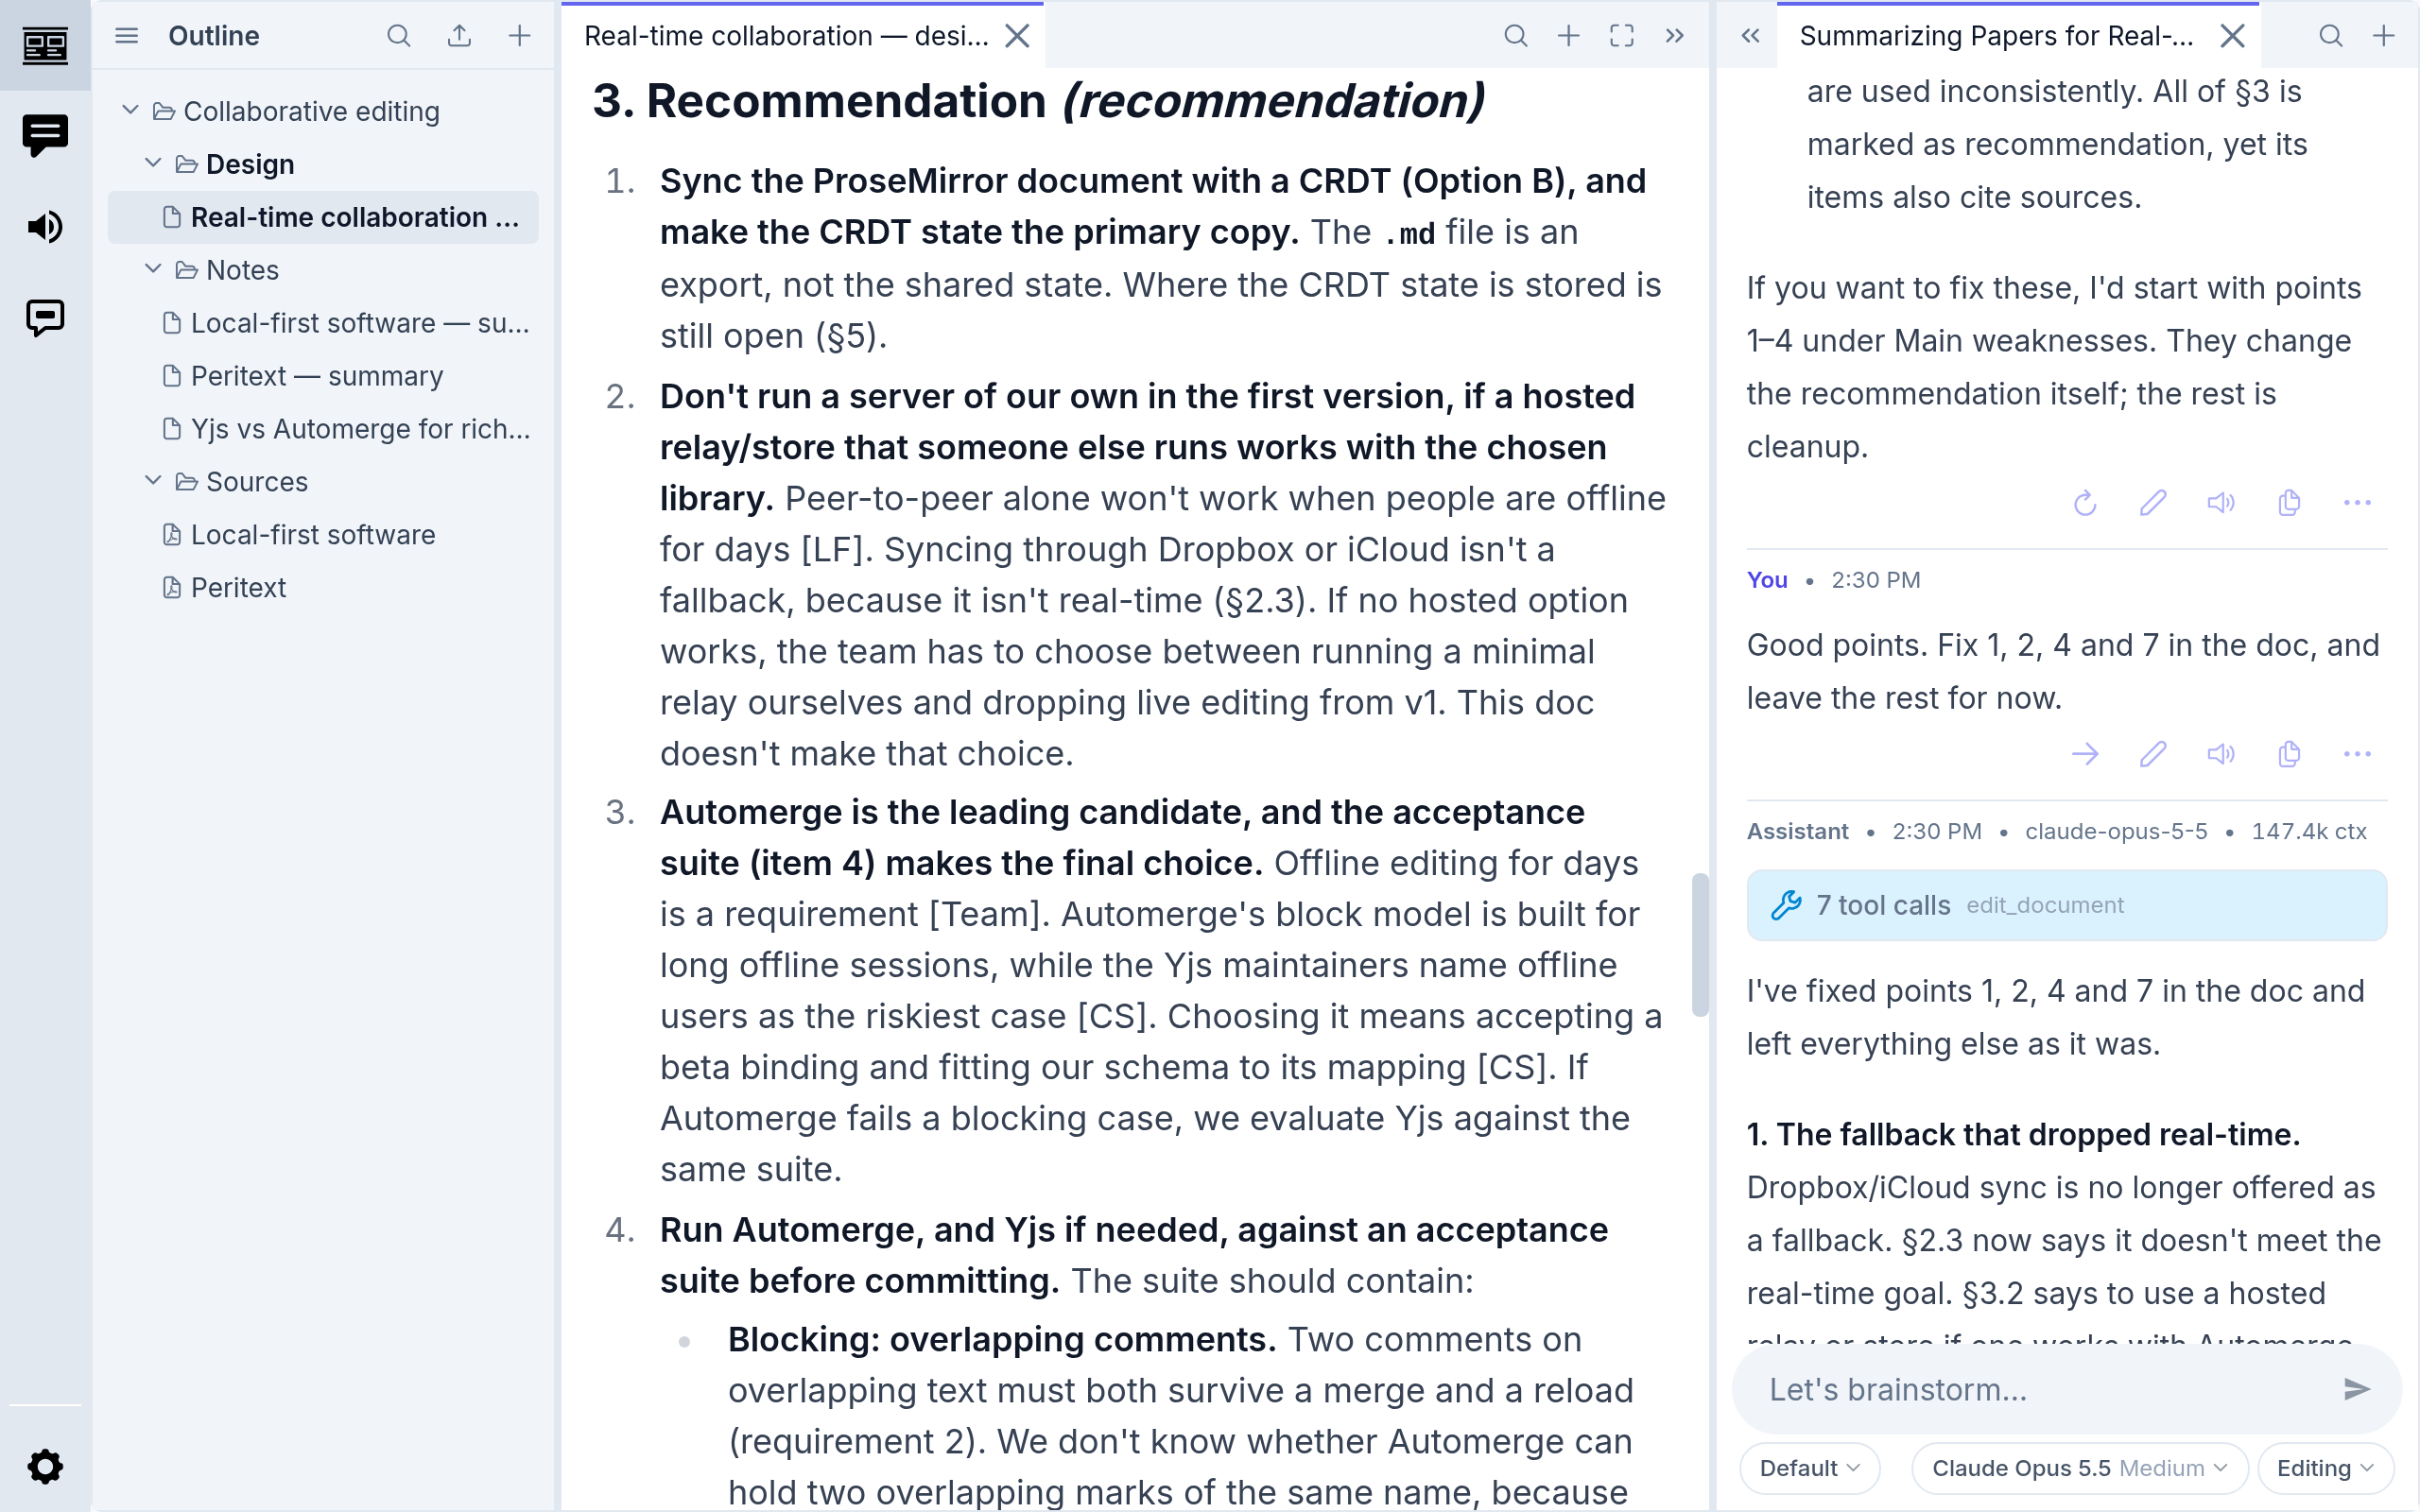 Outline
Collaborative editing
Design
Real-time collaboration ...
Notes
Local-first software — su...
Peritext — summary
Yjs vs Automerge for rich...
Sources
Local-first software
Peritext
Real-time collaboration — desi...
3. Recommendation (recommendation)
1. Sync the ProseMirror document with a CRDT (Option B), and
make the CRDT state the primary copy. The .md file is an
export, not the shared state. Where the CRDT state is stored is
still open (§5).
2. Don't run a server of our own in the first version, if a hosted
relay/store that someone else runs works with the chosen
library. Peer-to-peer alone won't work when people are offline
for days [LF]. Syncing through Dropbox or iCloud isn't a
fallback, because it isn't real-time (§2.3). If no hosted option
works, the team has to choose between running a minimal
relay ourselves and dropping live editing from v1. This doc
doesn't make that choice.
3. Automerge is the leading candidate, and the acceptance
suite (item 4) makes the final choice. Offline editing for days
is a requirement [Team]. Automerge's block model is built for
long offline sessions, while the Yjs maintainers name offline
users as the riskiest case [CS]. Choosing it means accepting a
beta binding and fitting our schema to its mapping [CS]. If
Automerge fails a blocking case, we evaluate Yjs against the
same suite.
4. Run Automerge, and Yjs if needed, against an acceptance
suite before committing. The suite should contain:
Blocking: overlapping comments. Two comments on
overlapping text must both survive a merge and a reload
(requirement 2). We don't know whether Automerge can
hold two overlapping marks of the same name, because
Summarizing Papers for Real-...
are used inconsistently. All of §3 is
marked as recommendation, yet its
items also cite sources.
If you want to fix these, I'd start with points
1–4 under Main weaknesses. They change
the recommendation itself; the rest is
cleanup.
You • 2:30 PM
Good points. Fix 1, 2, 4 and 7 in the doc, and
leave the rest for now.
Assistant • 2:30 PM • claude-opus-5-5 • 147.4k ctx
7 tool calls edit_document
I've fixed points 1, 2, 4 and 7 in the doc and
left everything else as it was.
1. The fallback that dropped real-time.
Dropbox/iCloud sync is no longer offered as
a fallback. §2.3 now says it doesn't meet the
real-time goal. §3.2 says to use a hosted
relay or store if one works with Automerge
Let's brainstorm...
Default
Claude Opus 5.5 Medium
Editing